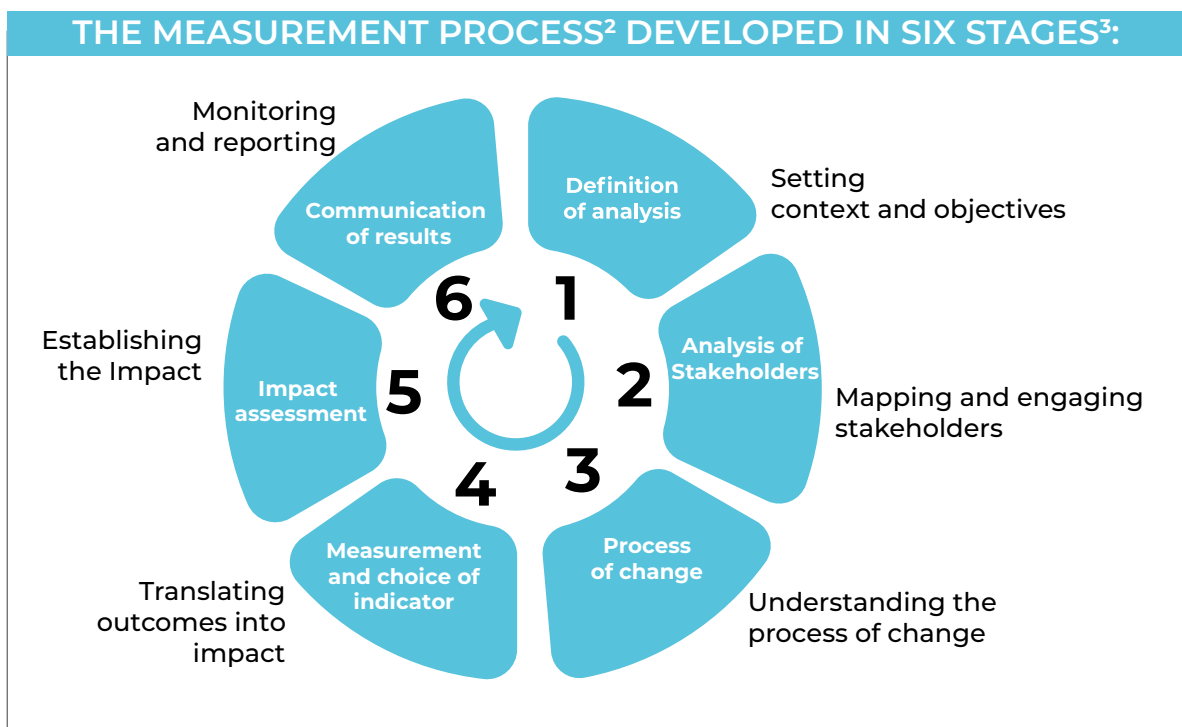 THE MEASUREMENT PROCESS² DEVELOPED IN SIX STAGES³:
Definition
of analysis
1
Setting
context and objectives
Analysis of
Stakeholders
2
Mapping and engaging
stakeholders
Process
of change
3
Understanding the
process of change
Measurement
and choice of
indicator
4
Translating
outcomes into
impact
Impact
assessment
5
Establishing
the Impact
Communication
of results
6
Monitoring
and reporting